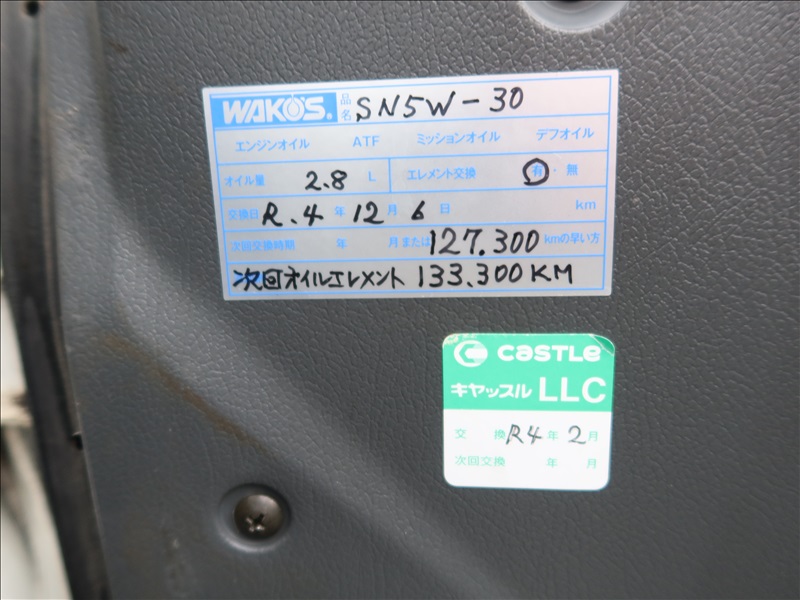 WAKO'S. 品名 SN5W-30
エンジンオイル ATF ミッションオイル デフオイル
オイル量 2.8 L エレメント交換 有・無
交換日 R.4 年 12 月 6 日 km
次回交換時期 年 月または 127.300 kmの早い方
次回オイルエレメント 133.300KM
CASTLE
キヤッスル LLC
交換 R4 年 2 月
次回交換 年 月